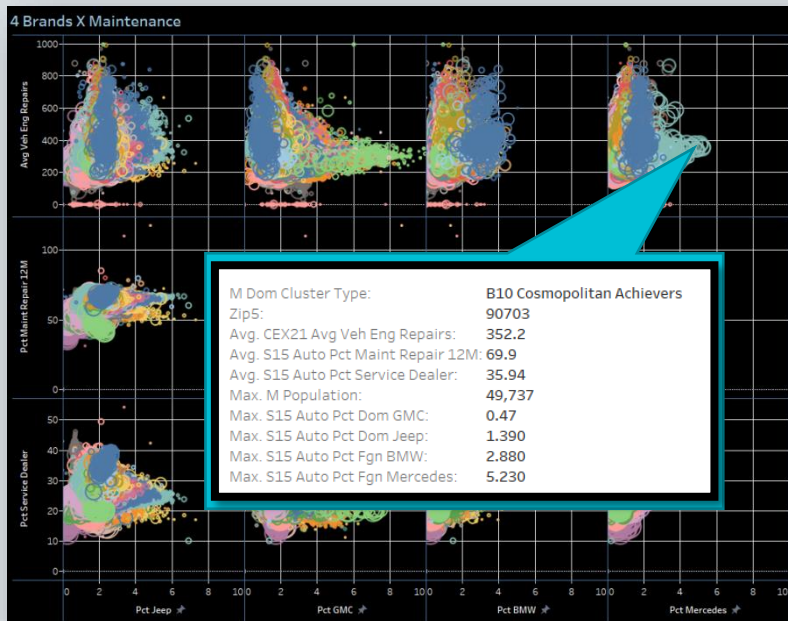 4 Brands X Maintenance
Avg Veh Eng Repairs
1000
800
600
400
200
0
Pct Maint Repair 12M
100
50
0
Pct Service Dealer
50
40
30
20
10
0
M Dom Cluster Type: B10 Cosmopolitan Achievers
Zip5: 90703
Avg. CEX21 Avg Veh Eng Repairs: 352.2
Avg. S15 Auto Pct Maint Repair 12M: 69.9
Avg. S15 Auto Pct Service Dealer: 35.94
Max. M Population: 49,737
Max. S15 Auto Pct Dom GMC: 0.47
Max. S15 Auto Pct Dom Jeep: 1.390
Max. S15 Auto Pct Fgn BMW: 2.880
Max. S15 Auto Pct Fgn Mercedes: 5.230
0 2 4 6 8 10 0 2 4 6 8 10 0 2 4 6 8 10 0 2 4 6 8 10
Pct Jeep Pct GMC Pct BMW Pct Mercedes